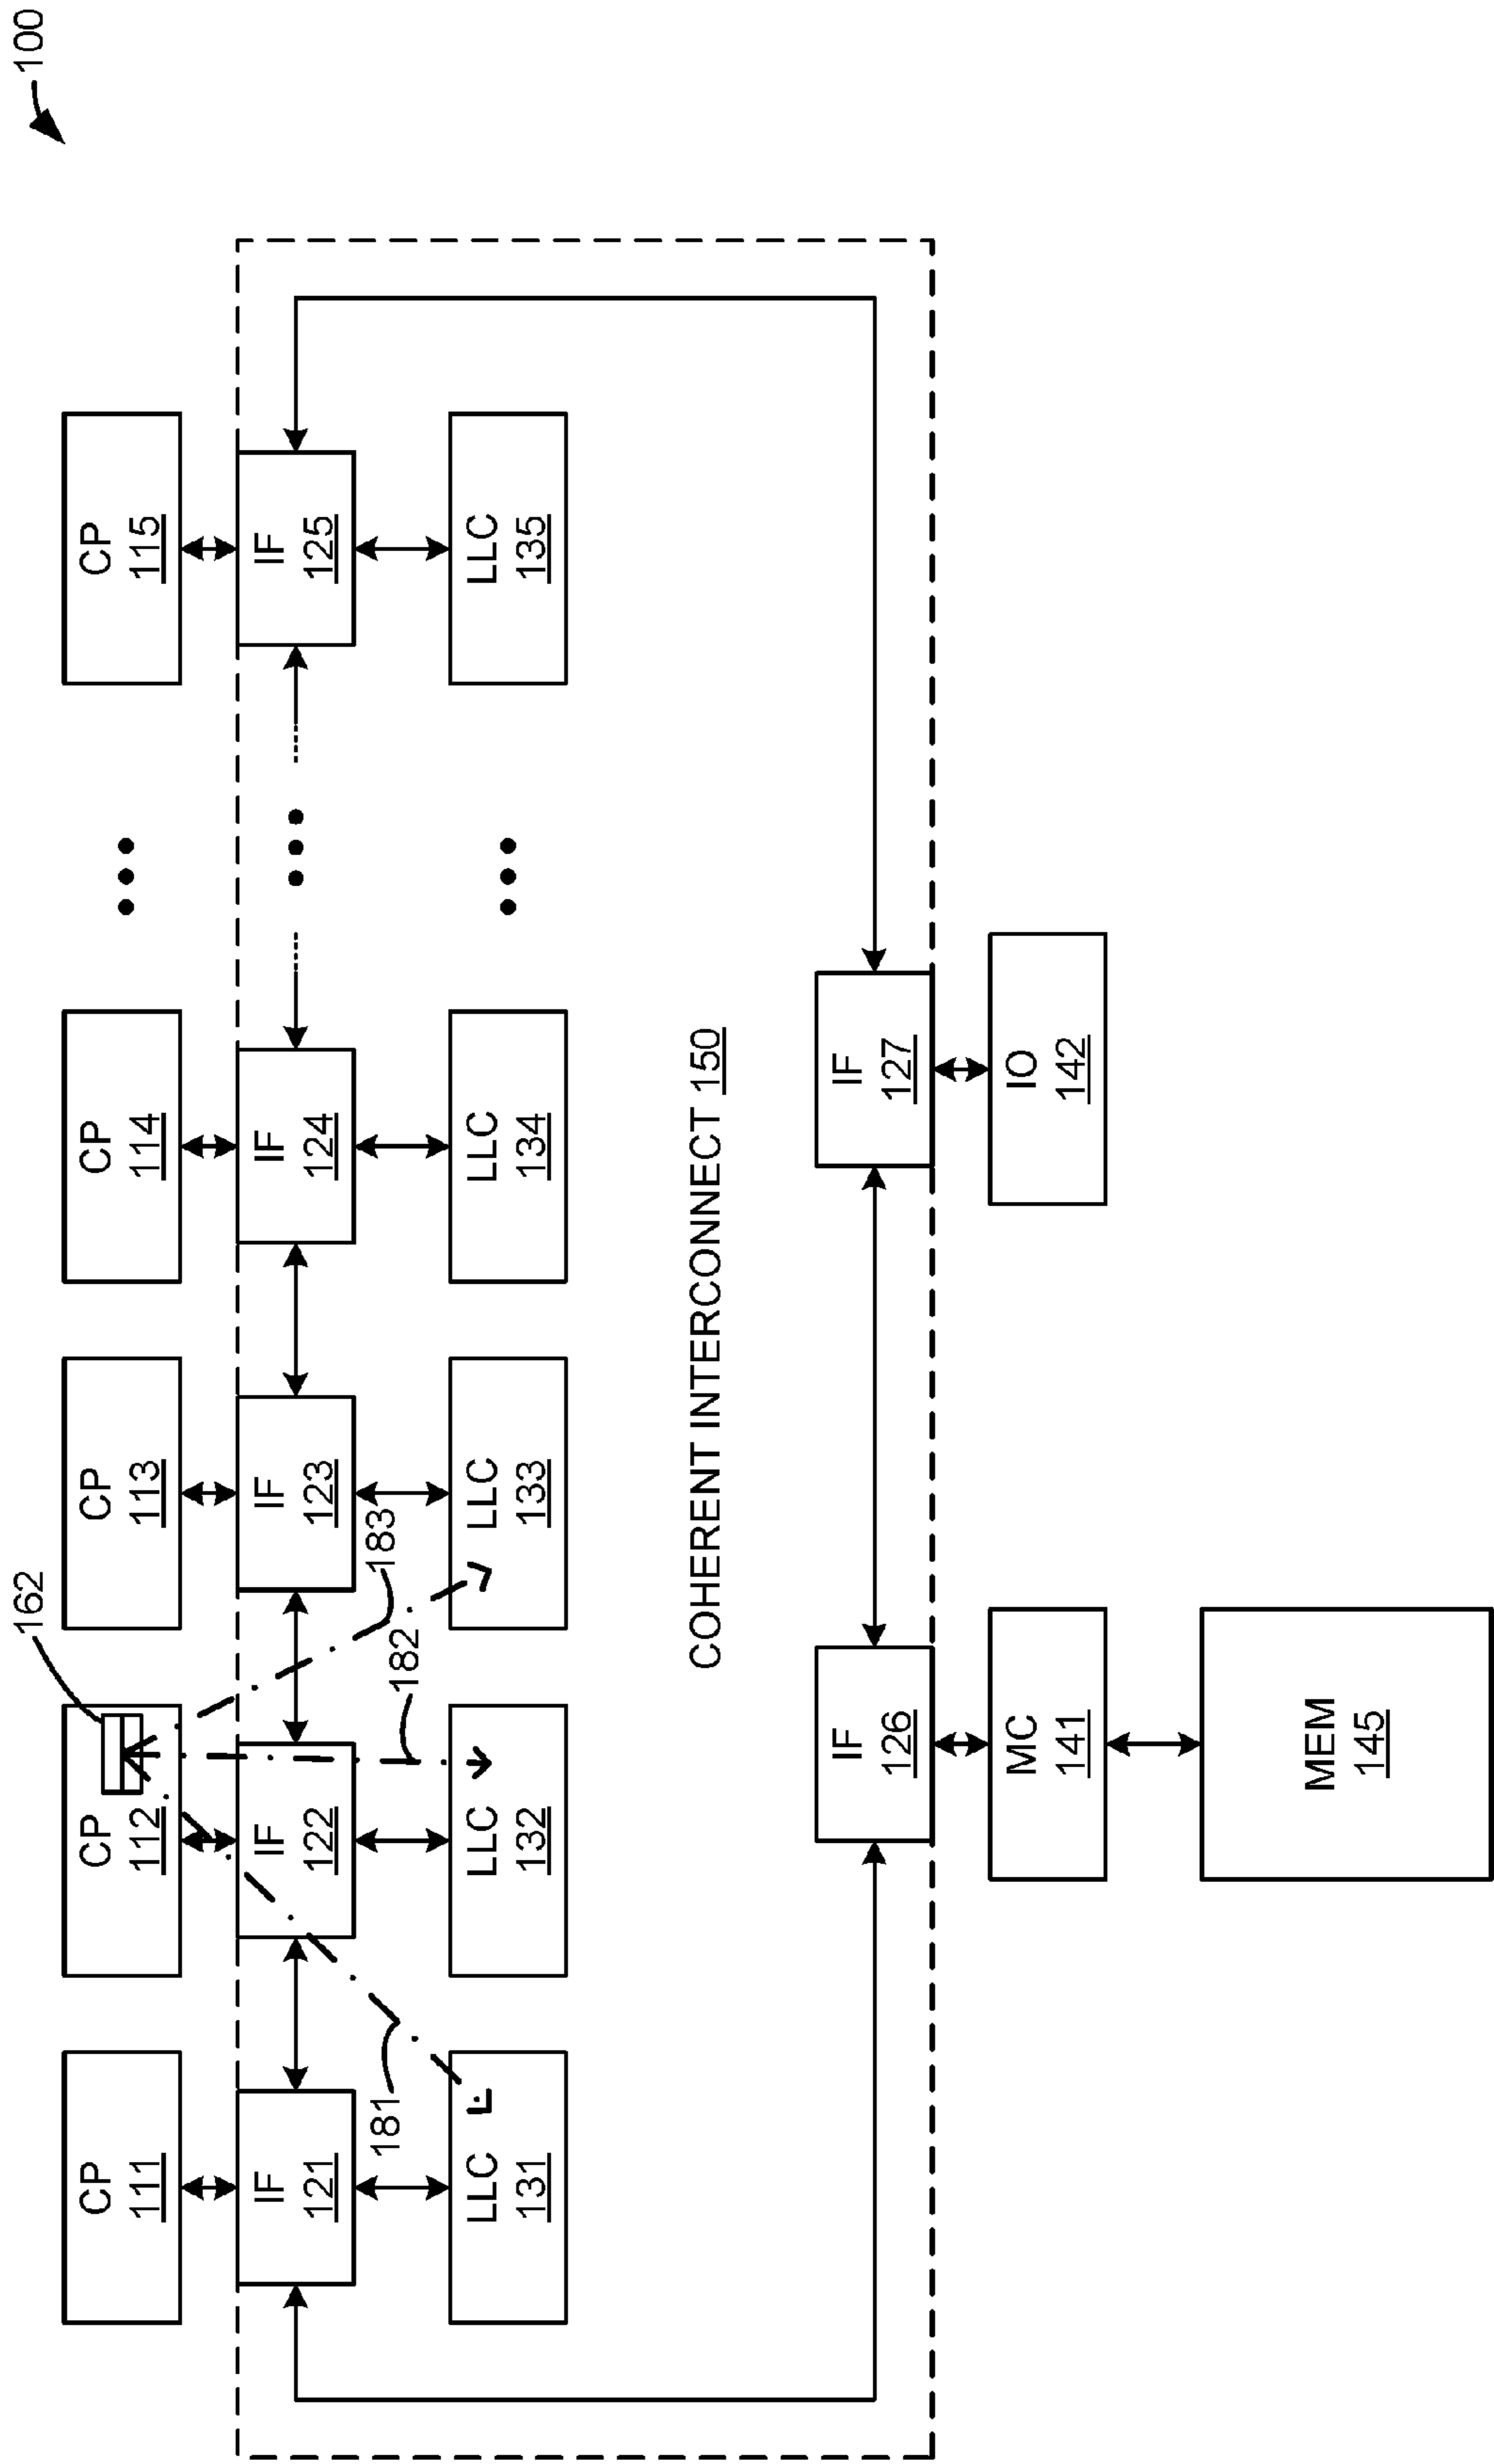 100
162
CP
111
CP
112
CP
113
CP
114
CP
115
IF
121
IF
122
IF
123
IF
124
IF
125
181
182
183
LLC
131
LLC
132
LLC
133
LLC
134
LLC
135
COHERENT INTERCONNECT 150
IF
126
IF
127
MC
141
IO
142
MEM
145